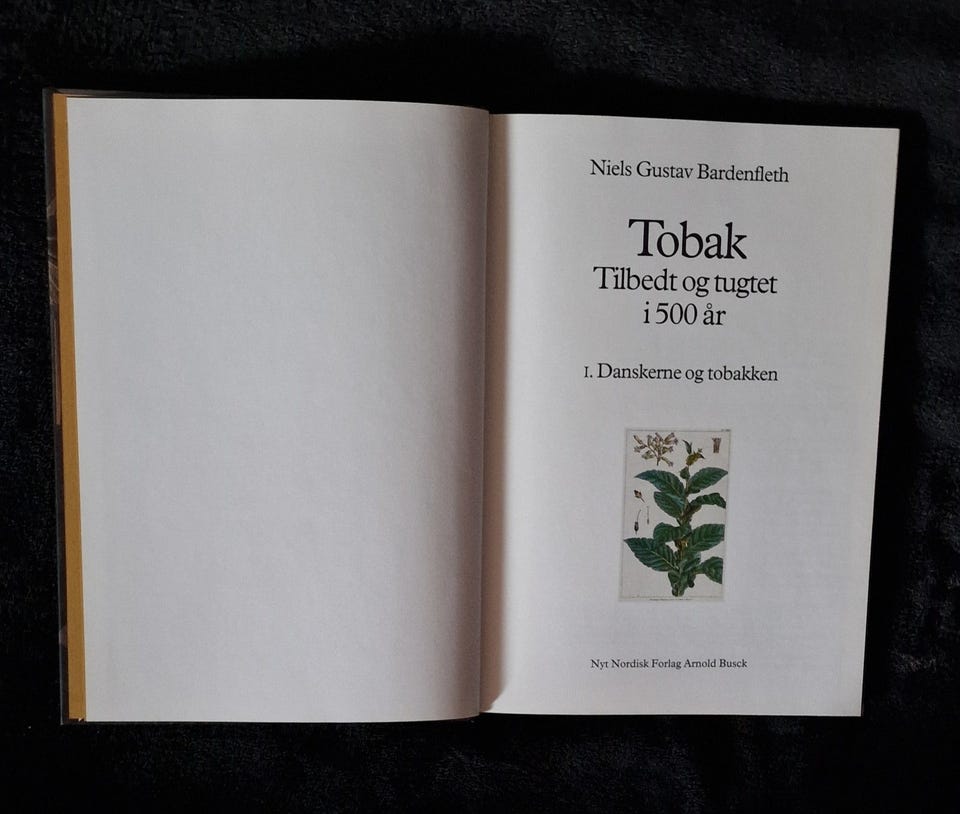 Niels Gustav Bardenfleth
Tobak
Tilbedt og tugtet
i 500 år
1. Danskerne og tobakken
Nyt Nordisk Forlag Arnold Busck